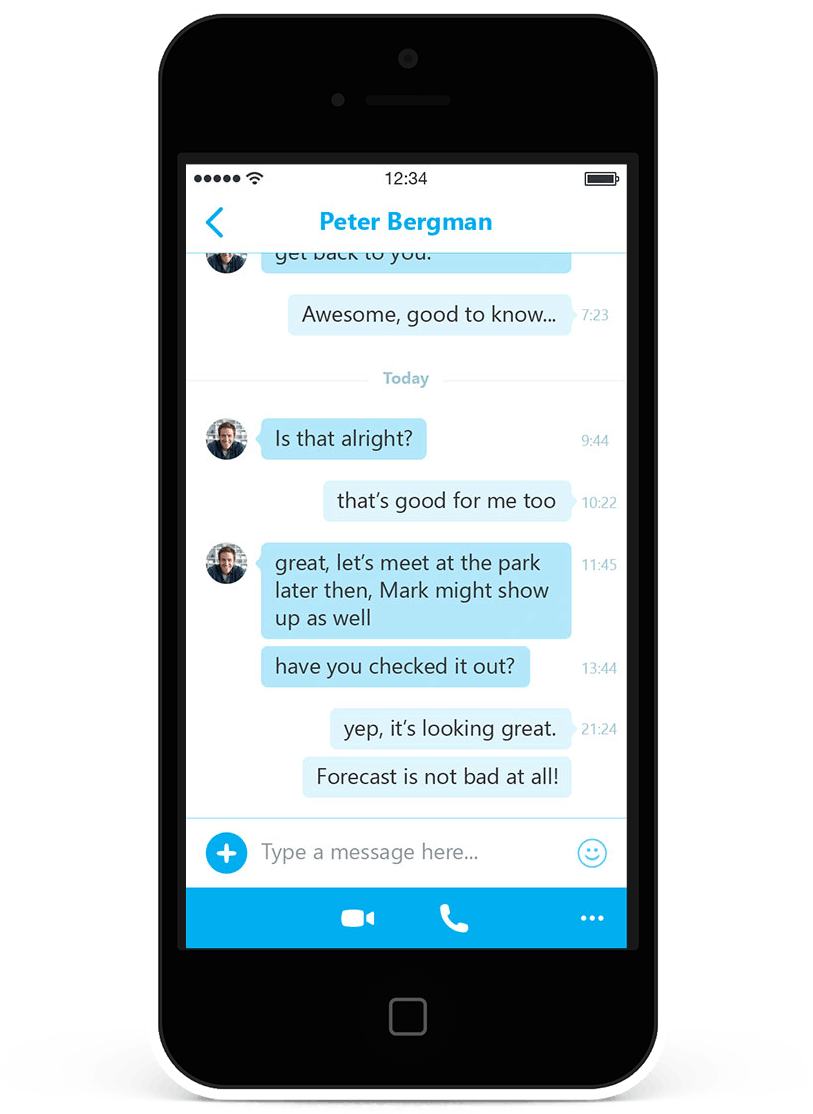 12:34
Peter Bergman
get back to you.
Awesome, good to know...
7:23
Today
Is that alright?
9:44
that’s good for me too
10:22
great, let’s meet at the park
11:45
later then, Mark might show
up as well
have you checked it out?
13:44
yep, it’s looking great.
21:24
Forecast is not bad at all!
Type a message here...